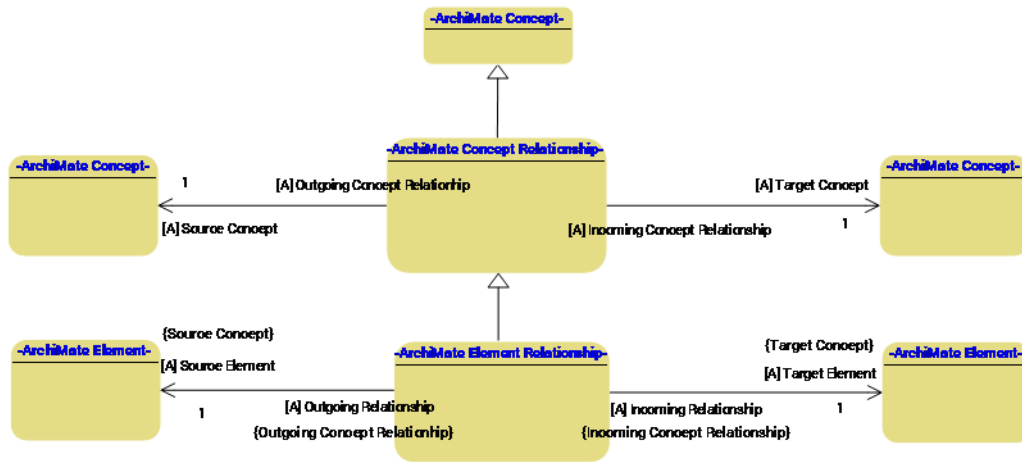 -ArchiMate Concept-
-ArchiMate Concept Relationship-
-ArchiMate Concept-
1
[A] Outgoing Concept Relationhip
[A] Source Concept
[A] Target Concept
[A] Incoming Concept Relationship
1
-ArchiMate Concept-
-ArchiMate Element-
{Source Concept}
[A] Source Element
1
[A] Outgoing Relationship
{Outgoing Concept Relationhip}
-ArchiMate Element Relationship-
{Target Concept}
[A] Target Element
[A] Incoming Relationship
1
{Incoming Concept Relationship}
-ArchiMate Element-